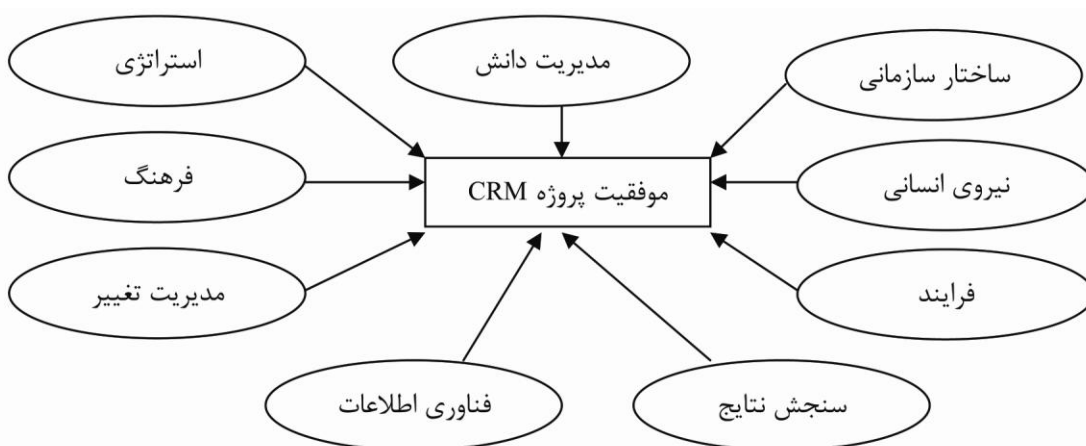 ساختار سازمانی
مدیریت دانش
استراتژی
نیروی انسانی
موفقیت پروژه CRM
فرهنگ
فرایند
مدیریت تغییر
سنجش نتایج
فناوری اطلاعات